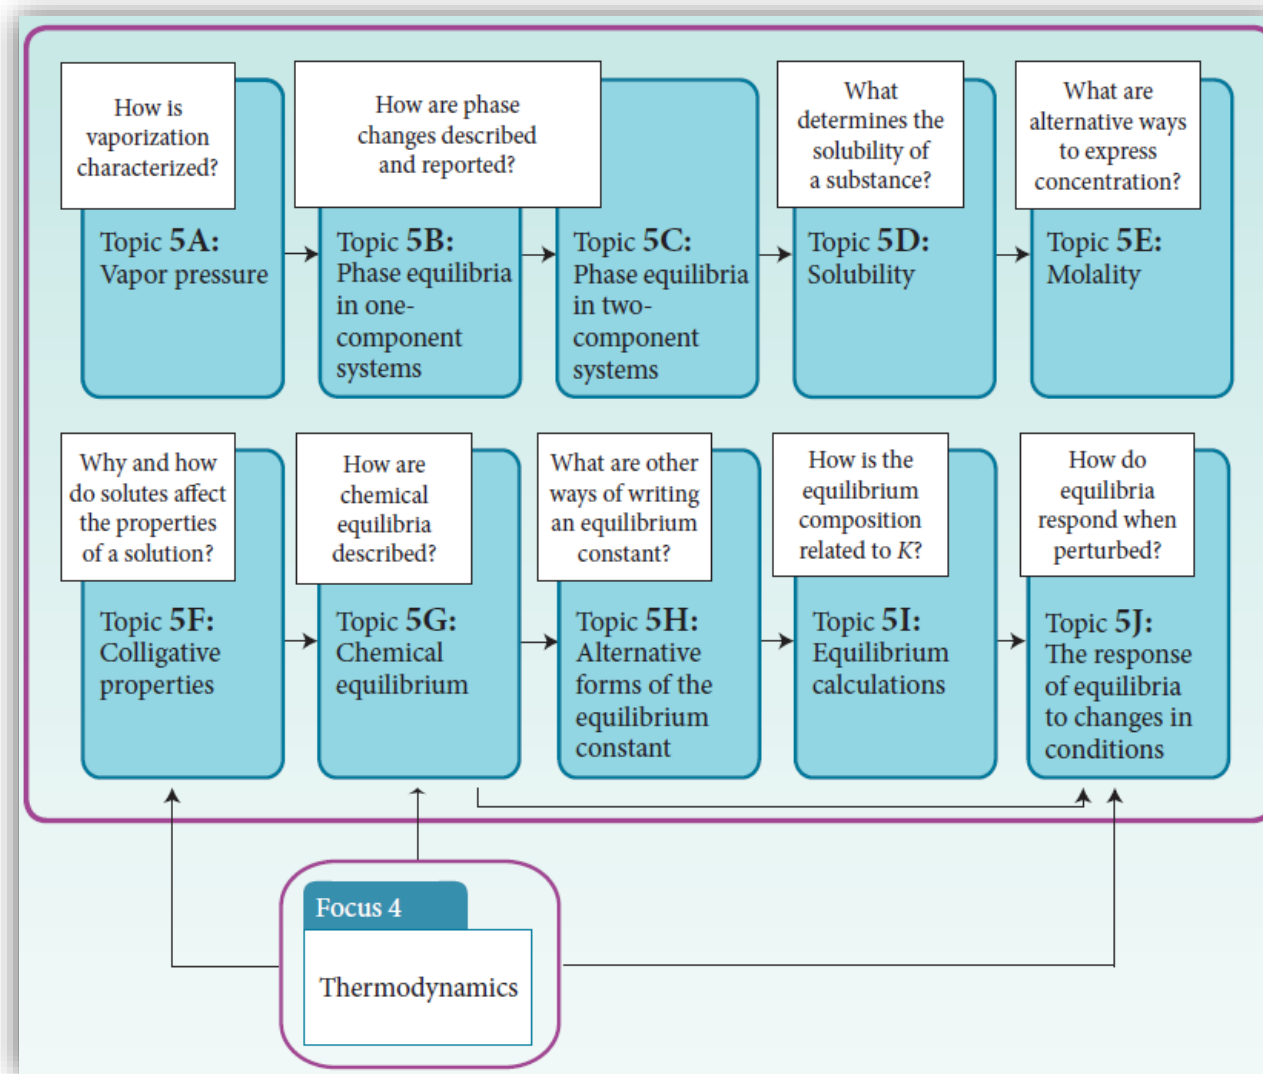 How is
vaporization
characterized?
Topic 5A:
Vapor pressure
How are phase
changes described
and reported?
Topic 5B:
Phase equilibria
in one-
component
systems
Topic 5C:
Phase equilibria
in two-
component
systems
What
determines the
solubility of
a substance?
Topic 5D:
Solubility
What are
alternative ways
to express
concentration?
Topic 5E:
Molality
Why and how
do solutes affect
the properties
of a solution?
Topic 5F:
Colligative
properties
How are
chemical
equilibria
described?
Topic 5G:
Chemical
equilibrium
What are other
ways of writing
an equilibrium
constant?
Topic 5H:
Alternative
forms of the
equilibrium
constant
How is the
equilibrium
composition
related to K?
Topic 5I:
Equilibrium
calculations
How do
equilibria
respond when
perturbed?
Topic 5J:
The response
of equilibria
to changes in
conditions
Focus 4
Thermodynamics